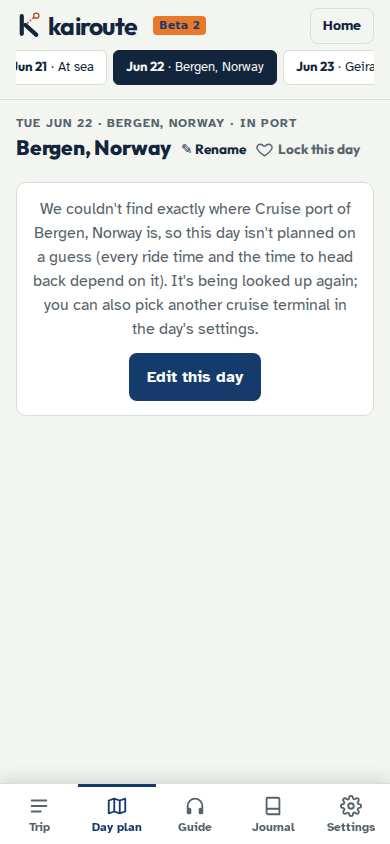 kairoute Beta 2 Home
Jun 21 · At sea Jun 22 · Bergen, Norway Jun 23 ·
TUE JUN 22 · BERGEN, NORWAY · IN PORT
Bergen, Norway ✎ Rename Lock this day
We couldn't find exactly where Cruise port of
Bergen, Norway is, so this day isn't planned on
a guess (every ride time and the time to head
back depend on it). It's being looked up again;
you can also pick another cruise terminal in
the day's settings.
Edit this day
Trip Day plan Guide Journal Settings